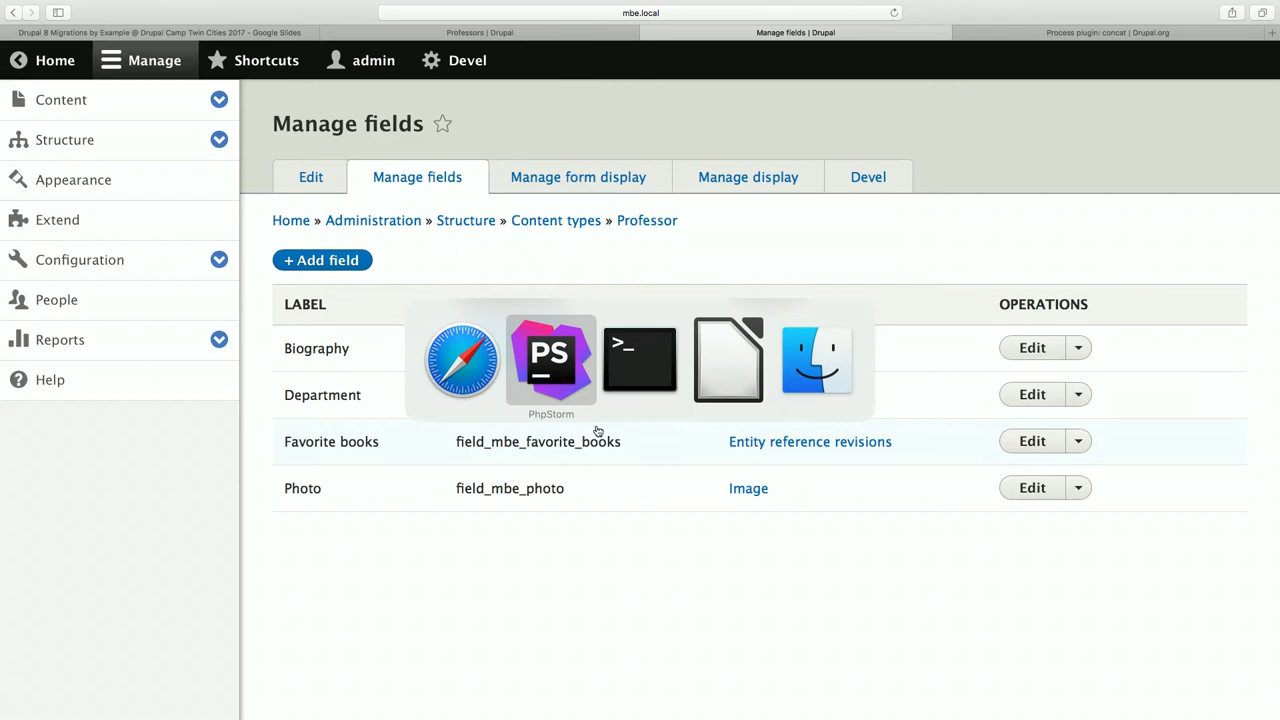 mbe.local
Drupal 8 Migrations by Example @ Drupal Camp Twin Cities 2017 - Google Slides
Professors | Drupal
Manage fields | Drupal
Process plugin: concat | Drupal.org
Home
Manage
Shortcuts
admin
Devel
Content
Structure
Appearance
Extend
Configuration
People
Reports
Help
Manage fields
Edit
Manage fields
Manage form display
Manage display
Devel
Home » Administration » Structure » Content types » Professor
+ Add field
LABEL
OPERATIONS
Biography
Edit
Department
Edit
PS
>_
PhpStorm
Favorite books
field_mbe_favorite_books
Entity reference revisions
Edit
Photo
field_mbe_photo
Image
Edit